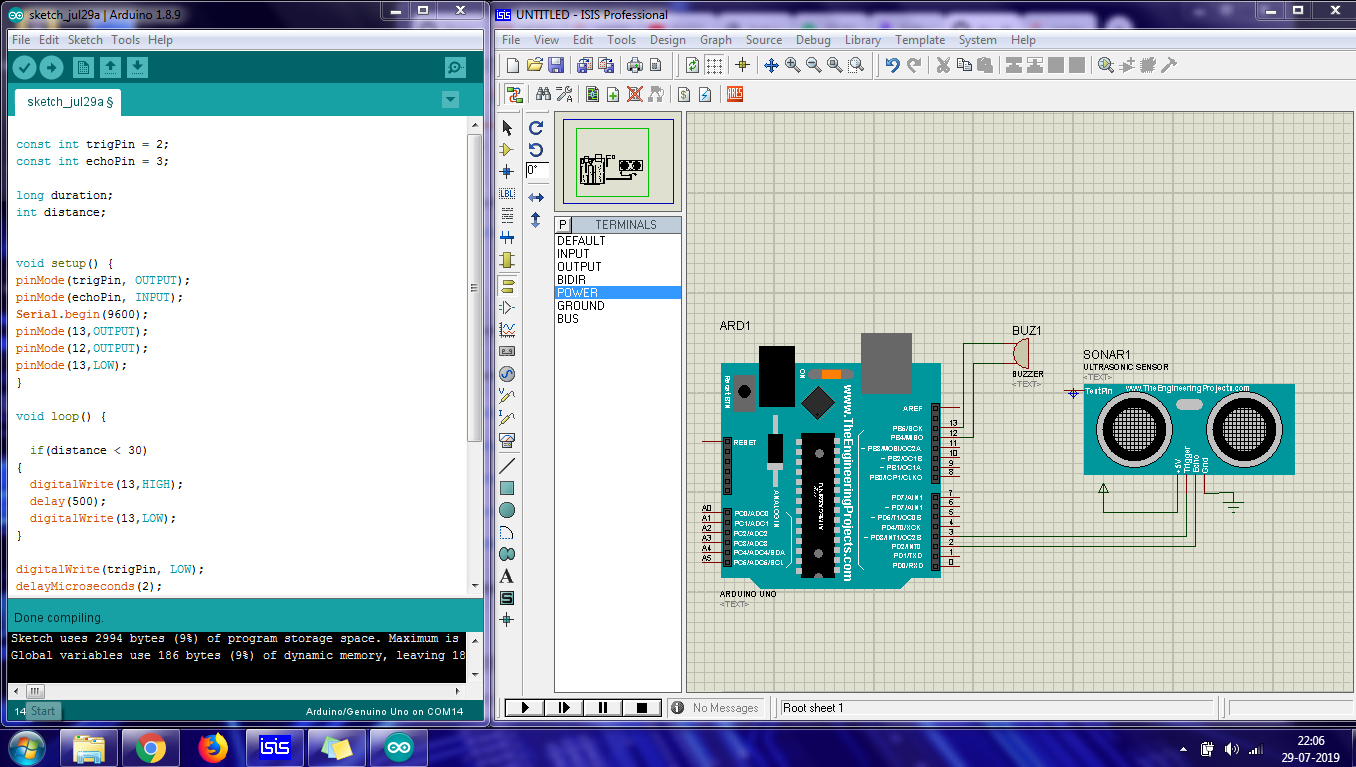 sketch_jul29a | Arduino 1.8.9
File Edit Sketch Tools Help
sketch_jul29a §
const int trigPin = 2;
const int echoPin = 3;
long duration;
int distance;
void setup() {
pinMode(trigPin, OUTPUT);
pinMode(echoPin, INPUT);
Serial.begin(9600);
pinMode(13,OUTPUT);
pinMode(12,OUTPUT);
pinMode(13,LOW);
}
void loop() {
if(distance < 30)
{
digitalWrite(13,HIGH);
delay(500);
digitalWrite(13,LOW);
}
digitalWrite(trigPin, LOW);
delayMicroseconds(2);
Done compiling.
Sketch uses 2994 bytes (9%) of program storage space. Maximum is
Global variables use 186 bytes (9%) of dynamic memory, leaving 18
14
Start
Arduino/Genuino Uno on COM14
isis UNTITLED - ISIS Professional
File View Edit Tools Design Graph Source Debug Library Template System Help
ARES
LBL
0°
P TERMINALS
DEFAULT
INPUT
OUTPUT
BIDIR
POWER
GROUND
BUS
ARD1
BUZ1
BUZZER
<TEXT>
SONAR1
ULTRASONIC SENSOR
<TEXT>
TestPin
www.TheEngineeringProjects.com
+5V
Trigger
Echo
Gnd
ON
Reset BTN
www.TheEngineeringProjects.com
RESET
ANALOG IN
AREF
13
12
11
10
9
8
7
6
5
4
3
2
1
0
PB5/SCK
PB4/MISO
~ PB3/MOSI/OC2A
~ PB2/OC1B
~ PB1/OC1A
PB0/ICP1/CLKO
PD7/AIN1
~ PD5/T1/OC0B
PD4/T0/XCK
~ PD3/INT1/OC2B
PD2/INT0
PD1/TXD
PD0/RXD
A0 PC0/ADC0
A1 PC1/ADC1
A2 PC2/ADC2
A3 PC3/ADC3
A4 PC4/ADC4/SDA
A5 PC5/ADC5/SCL
ARDUINO UNO
<TEXT>
No Messages
Root sheet 1
isis
22:06
29-07-2019